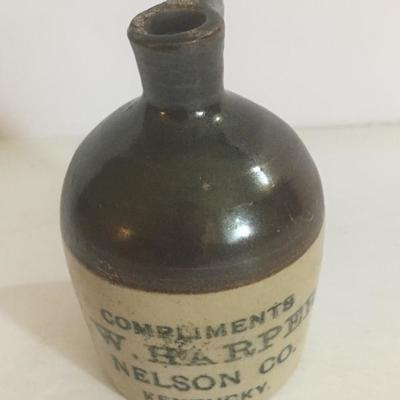 COMPLIMENTS
W. HARPER
NELSON CO.
KENTUCKY.